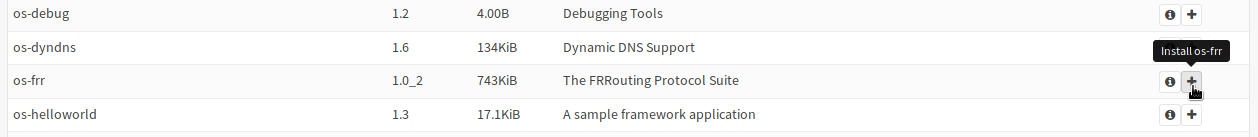 os-debug 1.2 4.00B Debugging Tools
os-dyndns 1.6 134KiB Dynamic DNS Support
Install os-frr
os-frr 1.0_2 743KiB The FRRouting Protocol Suite
os-helloworld 1.3 17.1KiB A sample framework application